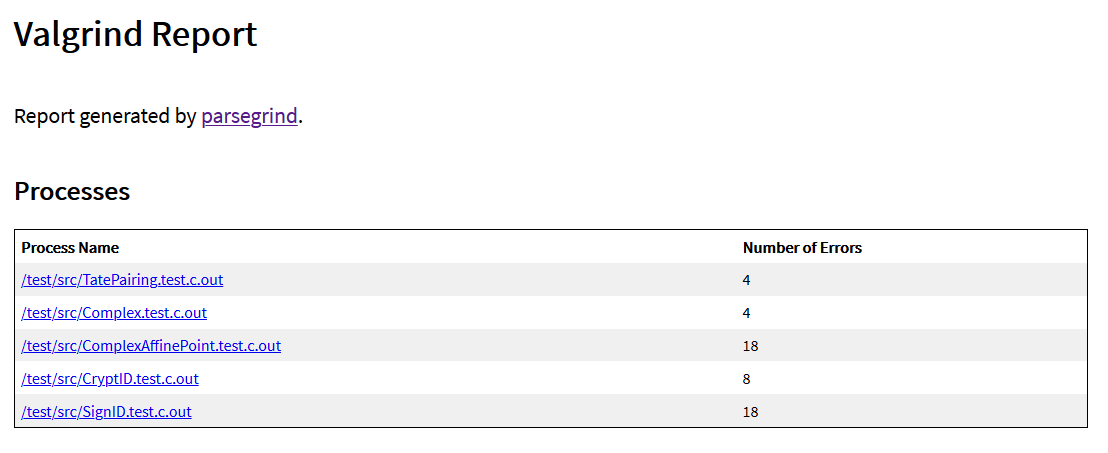 Valgrind Report
Report generated by parsegrind.
Processes
Process Name Number of Errors
/test/src/TatePairing.test.c.out 4
/test/src/Complex.test.c.out 4
/test/src/ComplexAffinePoint.test.c.out 18
/test/src/CryptID.test.c.out 8
/test/src/SignID.test.c.out 18